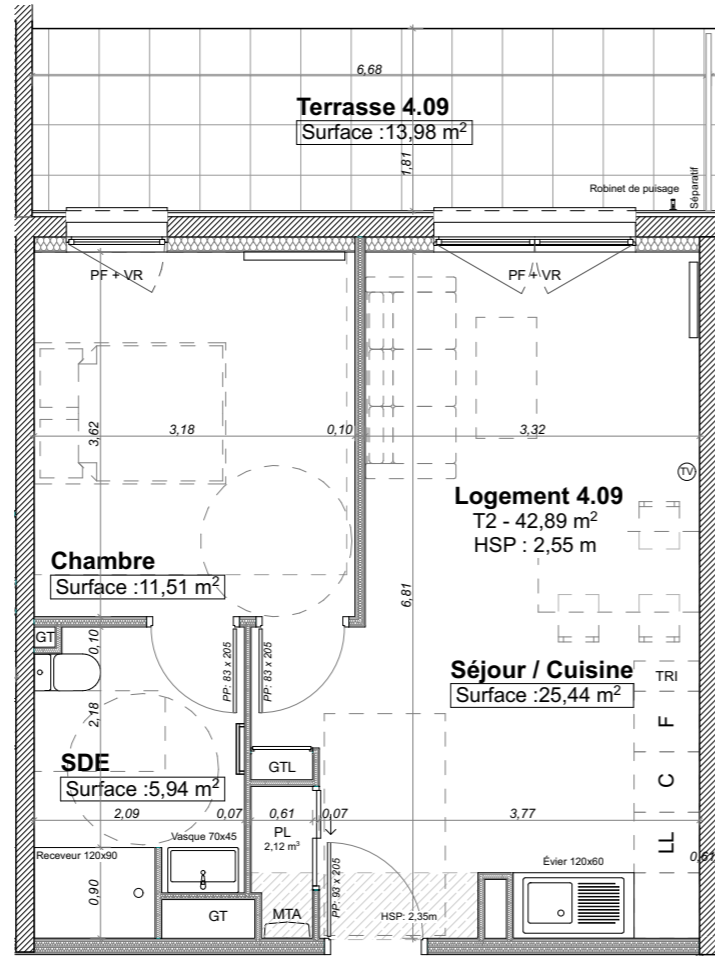 6,68
Terrasse 4.09
Surface :13,98 m²
1,81
Robinet de puisage
Séparatif
PF + VR
PF + VR
3,62
3,18
0,10
3,32
TV
Logement 4.09
T2 - 42,89 m²
HSP : 2,55 m
Chambre
Surface :11,51 m²
6,81
GT
0,10
PP: 83 x 205
PP: 83 x 205
Séjour / Cuisine
Surface :25,44 m²
TRI
F
C
LL
2,18
SDE
Surface :5,94 m²
GTL
2,09
0,07
0,61
0,07
3,77
PL
2,12 m³
Vasque 70x45
Receveur 120x90
0,90
PP: 93 x 205
Évier 120x60
0,61
GT
MTA
HSP: 2,35m